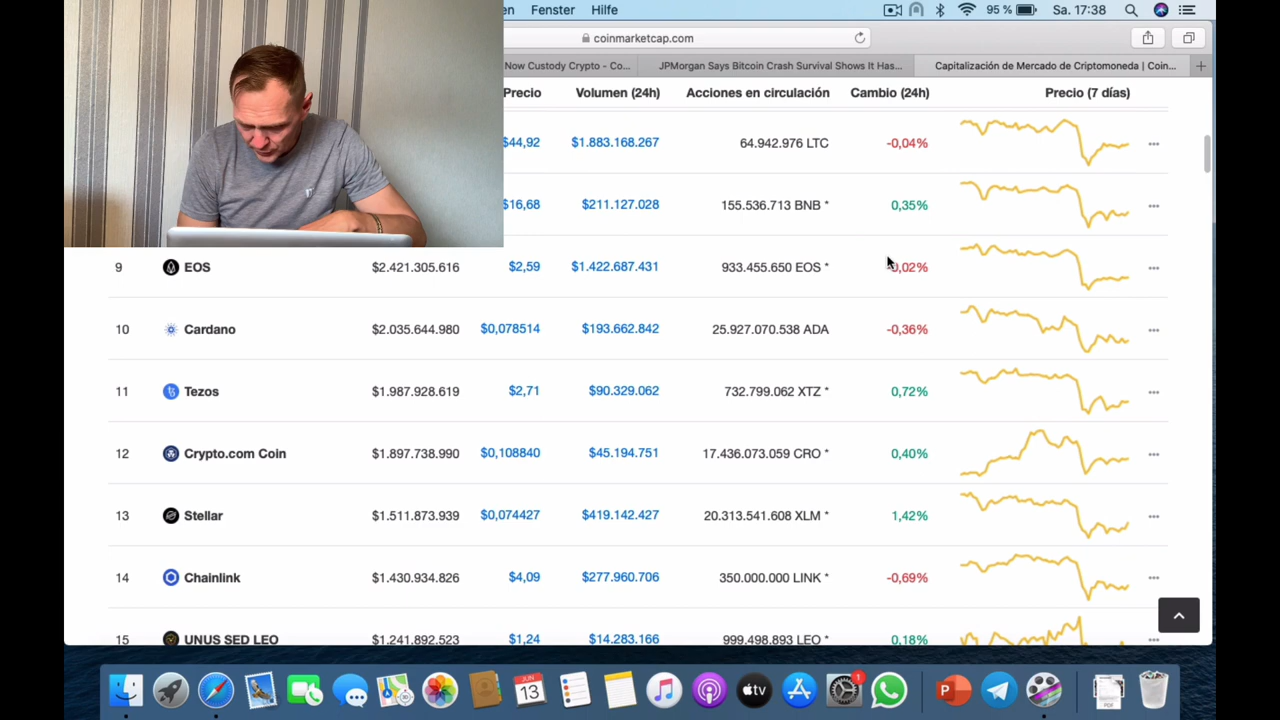 en Fenster Hilfe 95 % Sa. 17:38
coinmarketcap.com
Now Custody Crypto - Co... JPMorgan Says Bitcoin Crash Survival Shows It Has... Capitalización de Mercado de Criptomoneda | Coin...
Precio Volumen (24h) Acciones en circulación Cambio (24h) Precio (7 días)
$44,92 $1.883.168.267 64.942.976 LTC -0,04%
$16,68 $211.127.028 155.536.713 BNB * 0,35%
9 EOS $2.421.305.616 $2,59 $1.422.687.431 933.455.650 EOS * 0,02%
10 Cardano $2.035.644.980 $0,078514 $193.662.842 25.927.070.538 ADA -0,36%
11 Tezos $1.987.928.619 $2,71 $90.329.062 732.799.062 XTZ * 0,72%
12 Crypto.com Coin $1.897.738.990 $0,108840 $45.194.751 17.436.073.059 CRO * 0,40%
13 Stellar $1.511.873.939 $0,074427 $419.142.427 20.313.541.608 XLM * 1,42%
14 Chainlink $1.430.934.826 $4,09 $277.960.706 350.000.000 LINK * -0,69%
15 UNUS SED LEO $1.241.892.523 $1,24 $14.283.166 999.498.893 LEO * 0,18%
JUN
13
tv
1
P
PDF